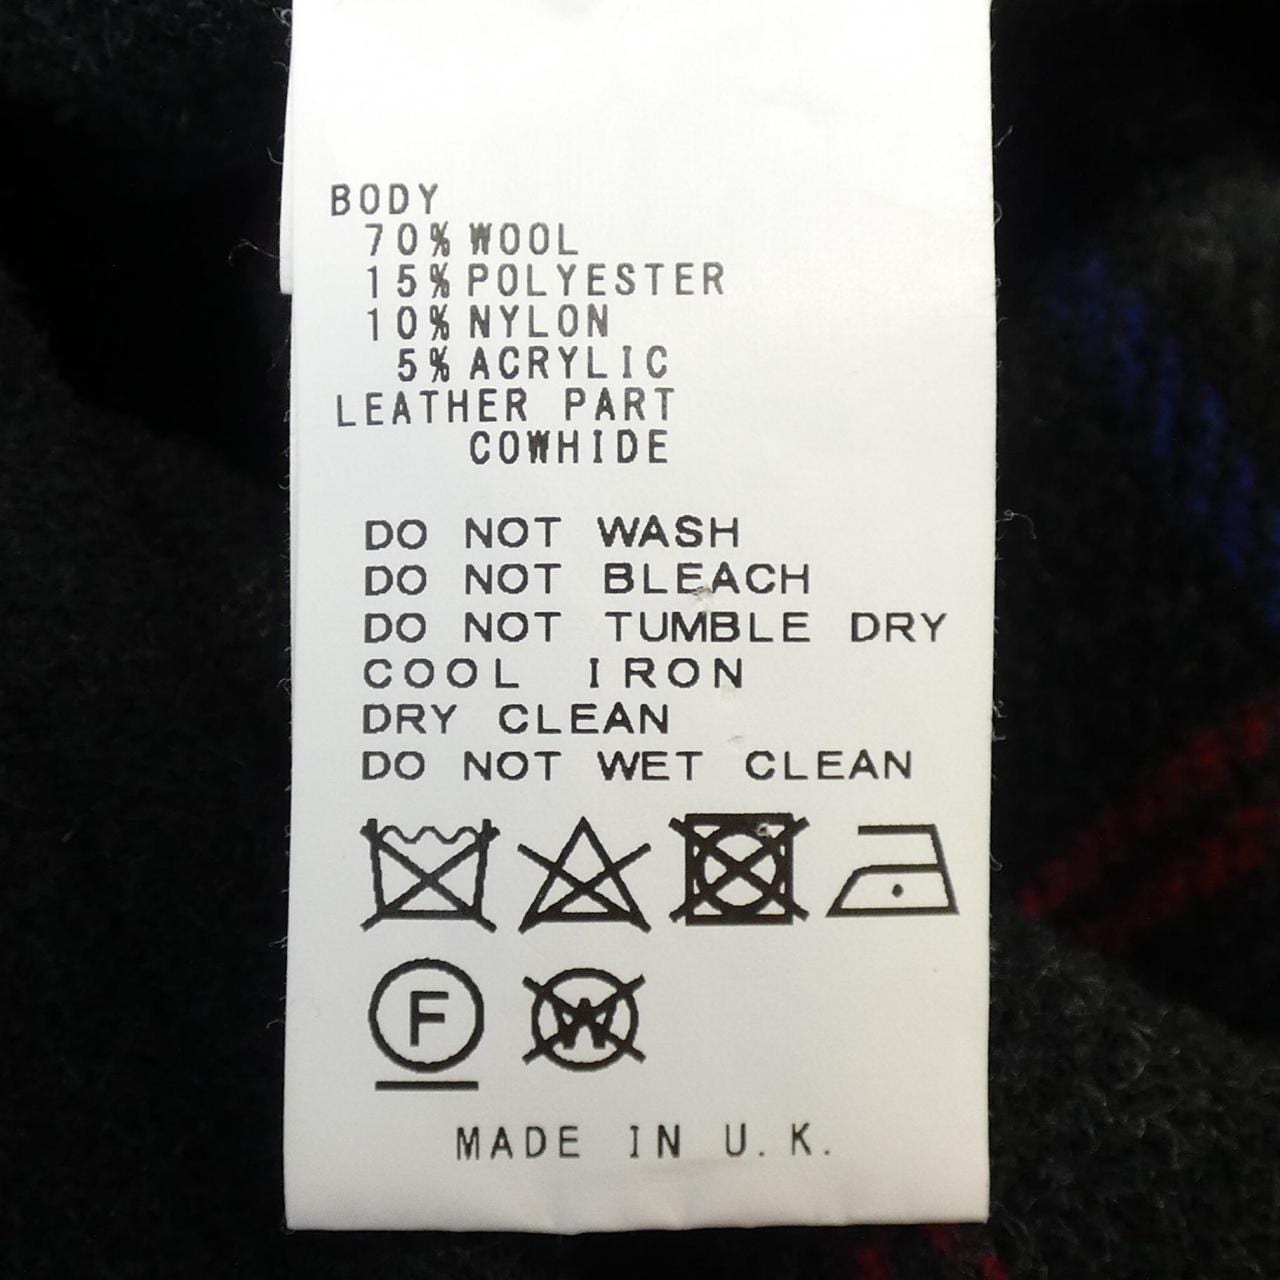 BODY
70% WOOL
15% POLYESTER
10% NYLON
5% ACRYLIC
LEATHER PART
COWHIDE
DO NOT WASH
DO NOT BLEACH
DO NOT TUMBLE DRY
COOL IRON
DRY CLEAN
DO NOT WET CLEAN
F W
MADE IN U.K.